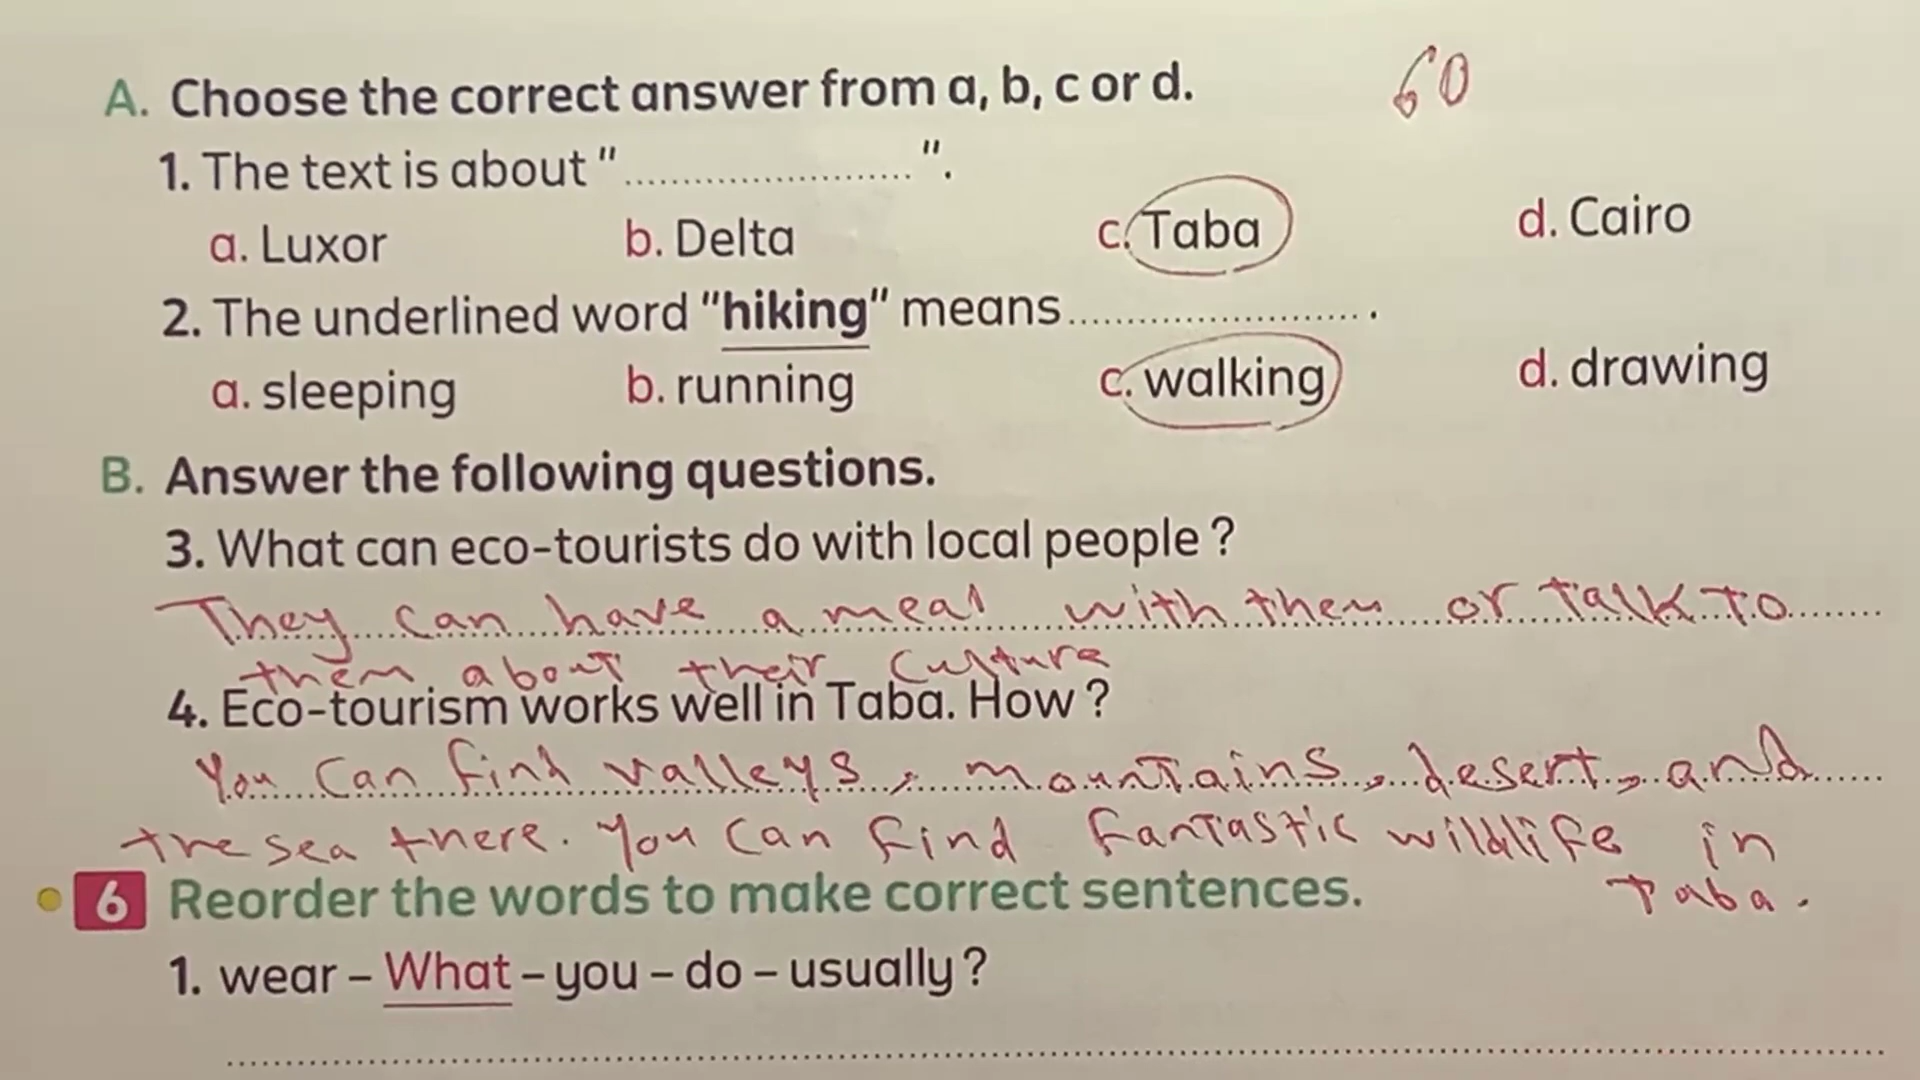 A. Choose the correct answer from a, b, c or d. 60
1. The text is about "........................".
a. Luxor b. Delta c. Taba d. Cairo
2. The underlined word "hiking" means ........................ .
a. sleeping b. running c. walking d. drawing
B. Answer the following questions.
3. What can eco-tourists do with local people ?
They can have a meal with them or talk to
them about their culture
4. Eco-tourism works well in Taba. How ?
You can find valleys, mountains, desert, and
the sea there. You can find fantastic wildlife in
Taba.
6 Reorder the words to make correct sentences.
1. wear – What – you – do – usually ?